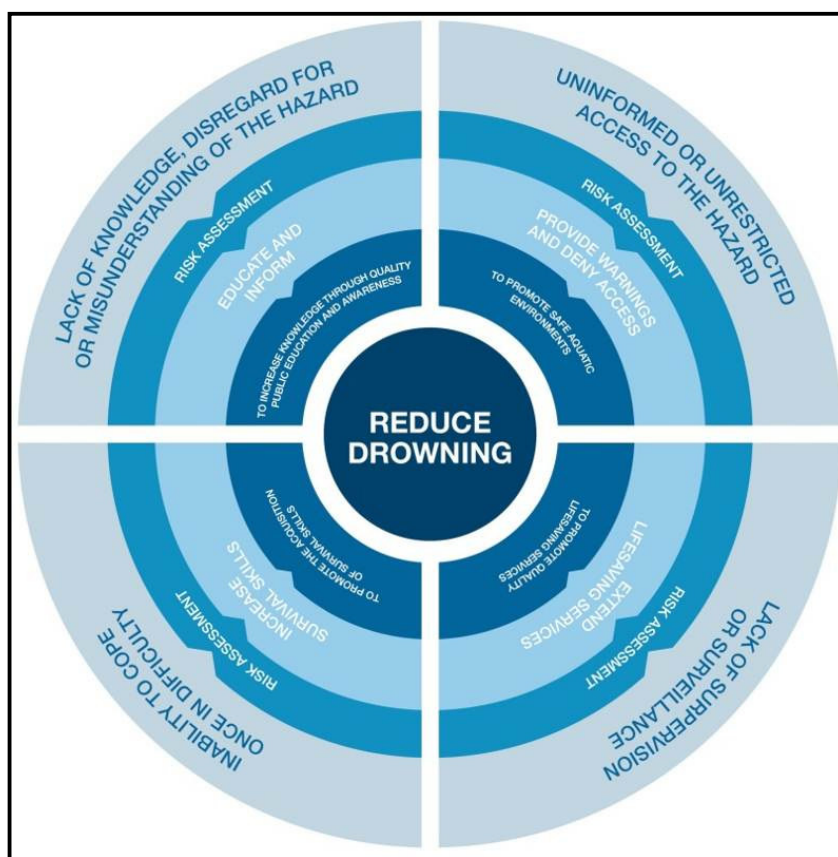 LACK OF KNOWLEDGE, DISREGARD FOR
OR MISUNDERSTANDING OF THE HAZARD
RISK ASSESSMENT
EDUCATE AND
INFORM
TO INCREASE KNOWLEDGE THROUGH QUALITY
PUBLIC EDUCATION AND AWARENESS
UNINFORMED OR UNRESTRICTED
ACCESS TO THE HAZARD
RISK ASSESSMENT
PROVIDE WARNINGS
AND DENY ACCESS
TO PROMOTE SAFE AQUATIC
ENVIRONMENTS
REDUCE
DROWNING
TO PROMOTE THE ACQUISITION
OF SURVIVAL SKILLS
INCREASE
SURVIVAL SKILLS
RISK ASSESSMENT
INABILITY TO COPE
ONCE IN DIFFICULTY
TO PROMOTE QUALITY
LIFESAVING SERVICES
EXTEND
LIFESAVING SERVICES
RISK ASSESSMENT
LACK OF SURPERVISION
OR SURVEILLANCE